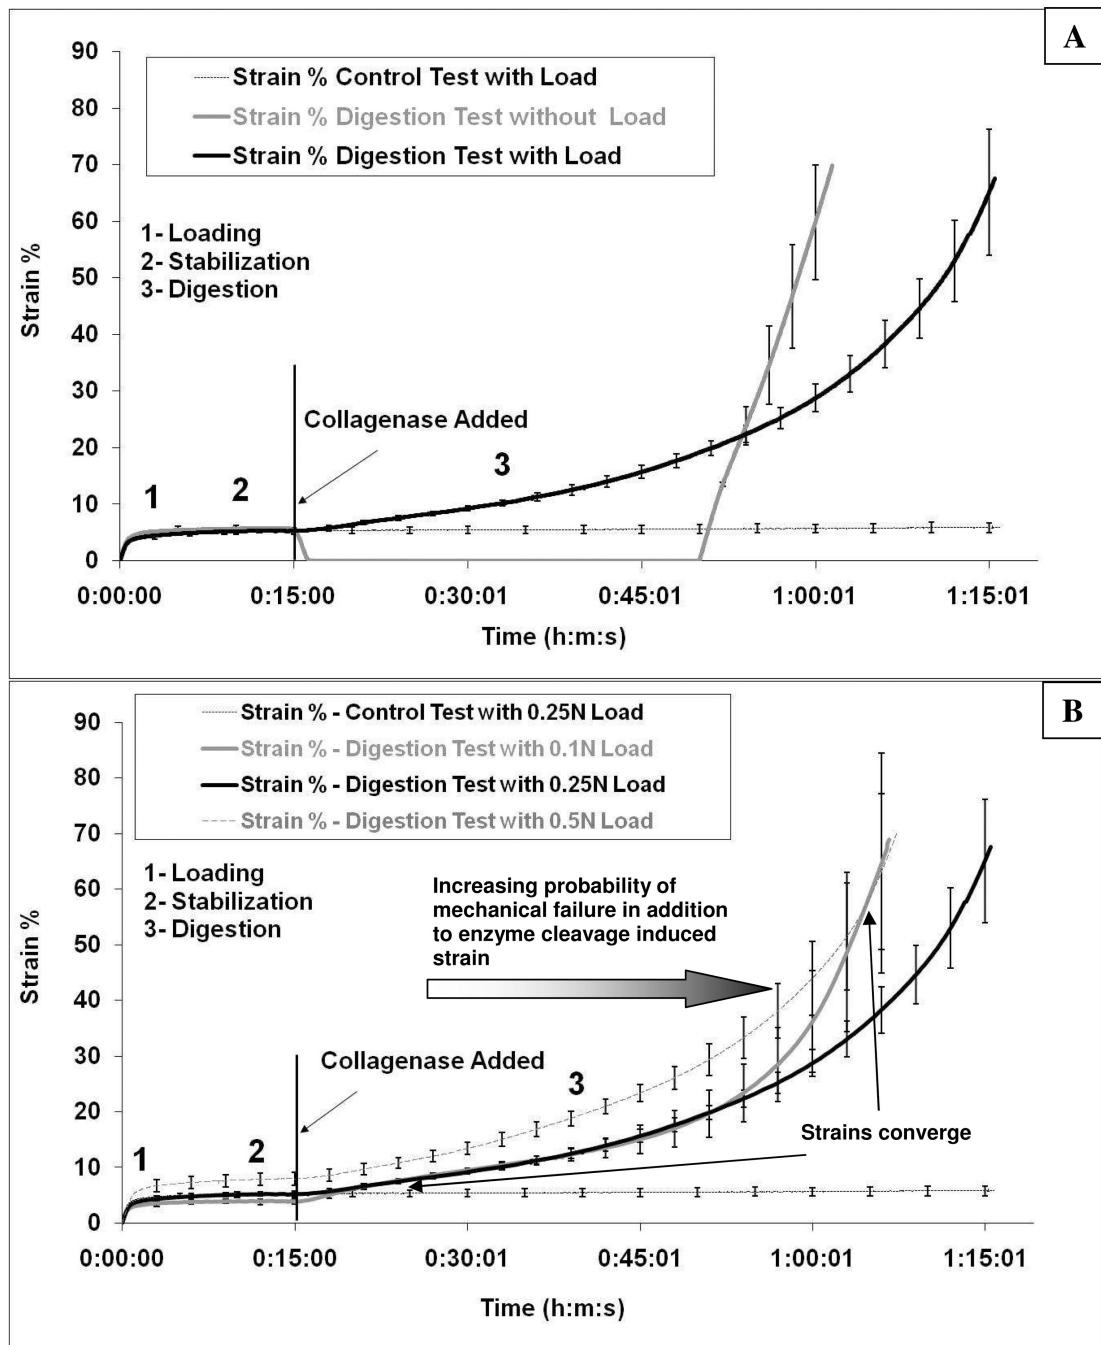 A
90
80
70
60
50
40
30
20
10
0
Strain %
Strain % Control Test with Load
Strain % Digestion Test without Load
Strain % Digestion Test with Load
1- Loading
2- Stabilization
3- Digestion
Collagenase Added
1
2
3
0:00:00 0:15:00 0:30:01 0:45:01 1:00:01 1:15:01
Time (h:m:s)
B
90
80
70
60
50
40
30
20
10
0
Strain %
Strain % - Control Test with 0.25N Load
Strain % - Digestion Test with 0.1N Load
Strain % - Digestion Test with 0.25N Load
Strain % - Digestion Test with 0.5N Load
1- Loading
2- Stabilization
3- Digestion
Increasing probability of
mechanical failure in addition
to enzyme cleavage induced
strain
Collagenase Added
1
2
3
Strains converge
0:00:00 0:15:00 0:30:01 0:45:01 1:00:01 1:15:01
Time (h:m:s)